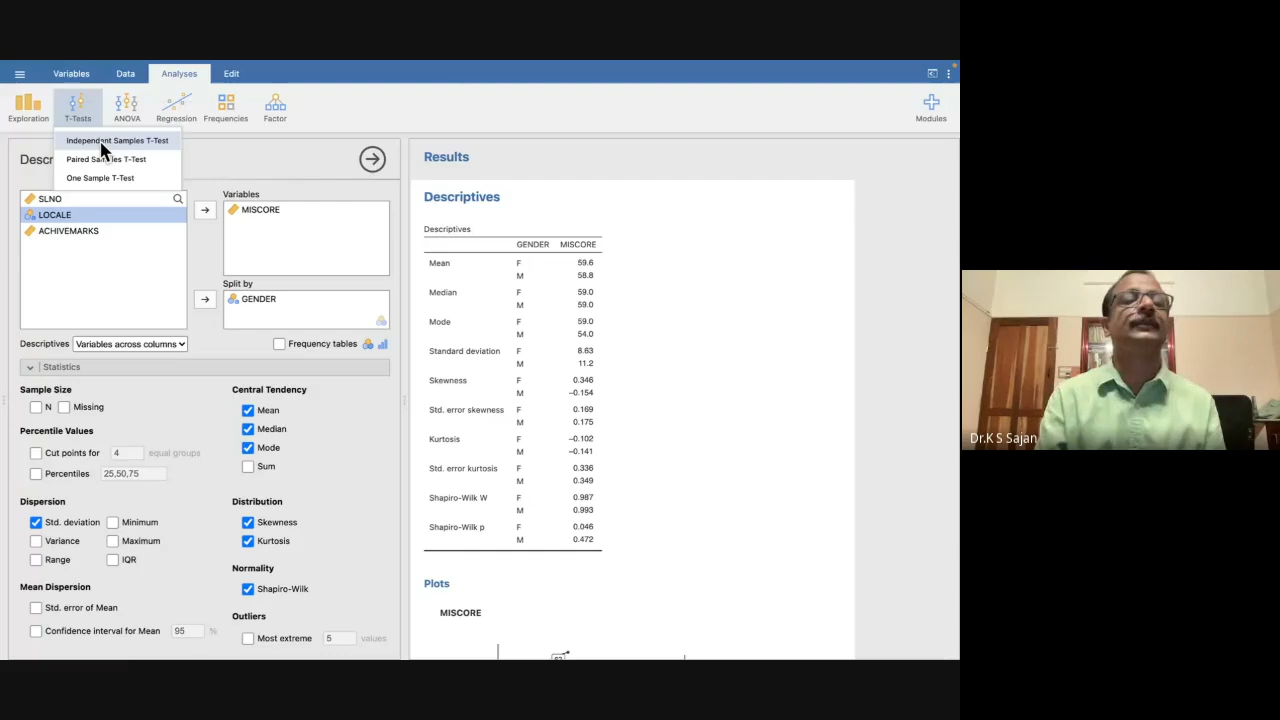 Variables Data Analyses Edit
Exploration T-Tests ANOVA Regression Frequencies Factor Modules
Independent Samples T-Test
Paired Samples T-Test
One Sample T-Test
Descr
SLNO
LOCALE
ACHIVEMARKS
Variables
MISCORE
Split by
GENDER
Descriptives Variables across columns Frequency tables
Statistics
Sample Size
N Missing
Percentile Values
Cut points for 4 equal groups
Percentiles 25,50,75
Dispersion
Std. deviation Minimum
Variance Maximum
Range IQR
Mean Dispersion
Std. error of Mean
Confidence interval for Mean 95 %
Central Tendency
Mean
Median
Mode
Sum
Distribution
Skewness
Kurtosis
Normality
Shapiro-Wilk
Outliers
Most extreme 5 values
Results
Descriptives
Descriptives
GENDER MISCORE
Mean F 59.6
M 58.8
Median F 59.0
M 59.0
Mode F 59.0
M 54.0
Standard deviation F 8.63
M 11.2
Skewness F 0.346
M −0.154
Std. error skewness F 0.169
M 0.175
Kurtosis F −0.102
M −0.141
Std. error kurtosis F 0.336
M 0.349
Shapiro-Wilk W F 0.987
M 0.993
Shapiro-Wilk p F 0.046
M 0.472
Plots
MISCORE
Dr.K S Sajan